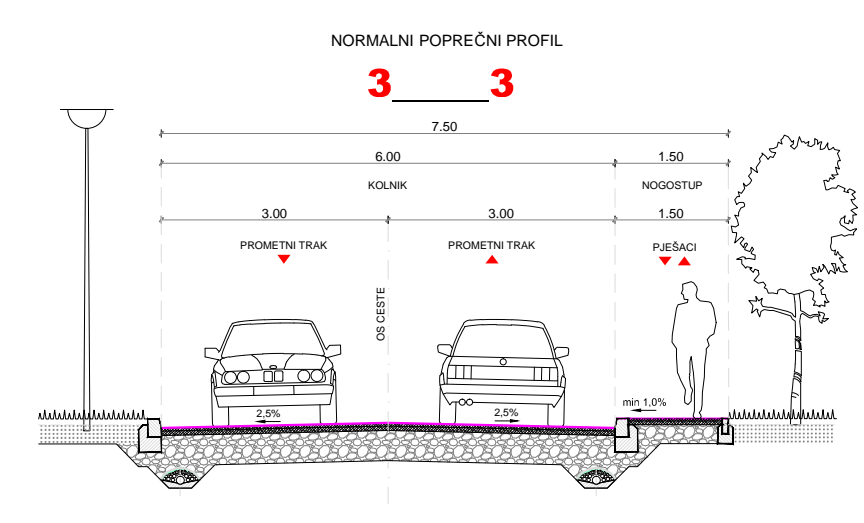 NORMALNI POPREČNI PROFIL
3 3
7.50
6.00 1.50
KOLNIK NOGOSTUP
3.00 3.00 1.50
PROMETNI TRAK PROMETNI TRAK PJEŠACI
OS CESTE
min 1,0%
2,5% 2,5%